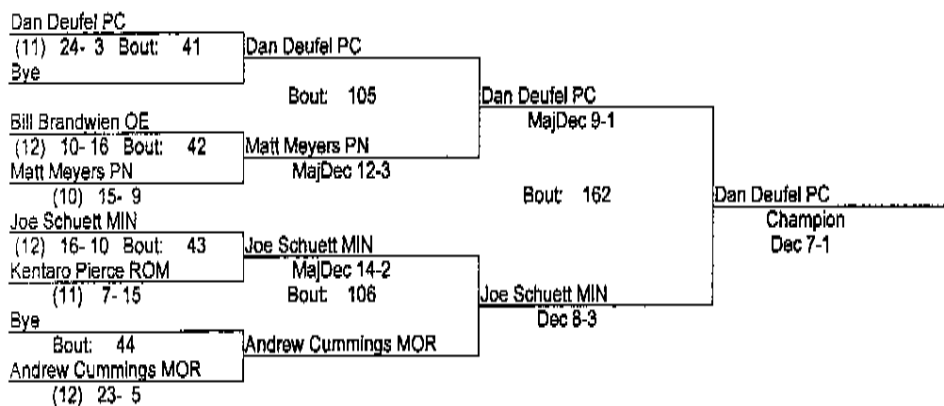 Dan Deufel PC
(11) 24- 3 Bout: 41
Bye
Bill Brandwien OE
(12) 10- 16 Bout: 42
Matt Meyers PN
(10) 15- 9
Joe Schuett MIN
(12) 16- 10 Bout: 43
Kentaro Pierce ROM
(11) 7- 15
Bye
Bout: 44
Andrew Cummings MOR
(12) 23- 5
Dan Deufel PC
Bout: 105
Matt Meyers PN
MajDec 12-3
Joe Schuett MIN
MajDec 14-2
Bout: 106
Andrew Cummings MOR
Dan Deufel PC
MajDec 9-1
Bout: 162
Joe Schuett MIN
Dec 8-3
Dan Deufel PC
Champion
Dec 7-1